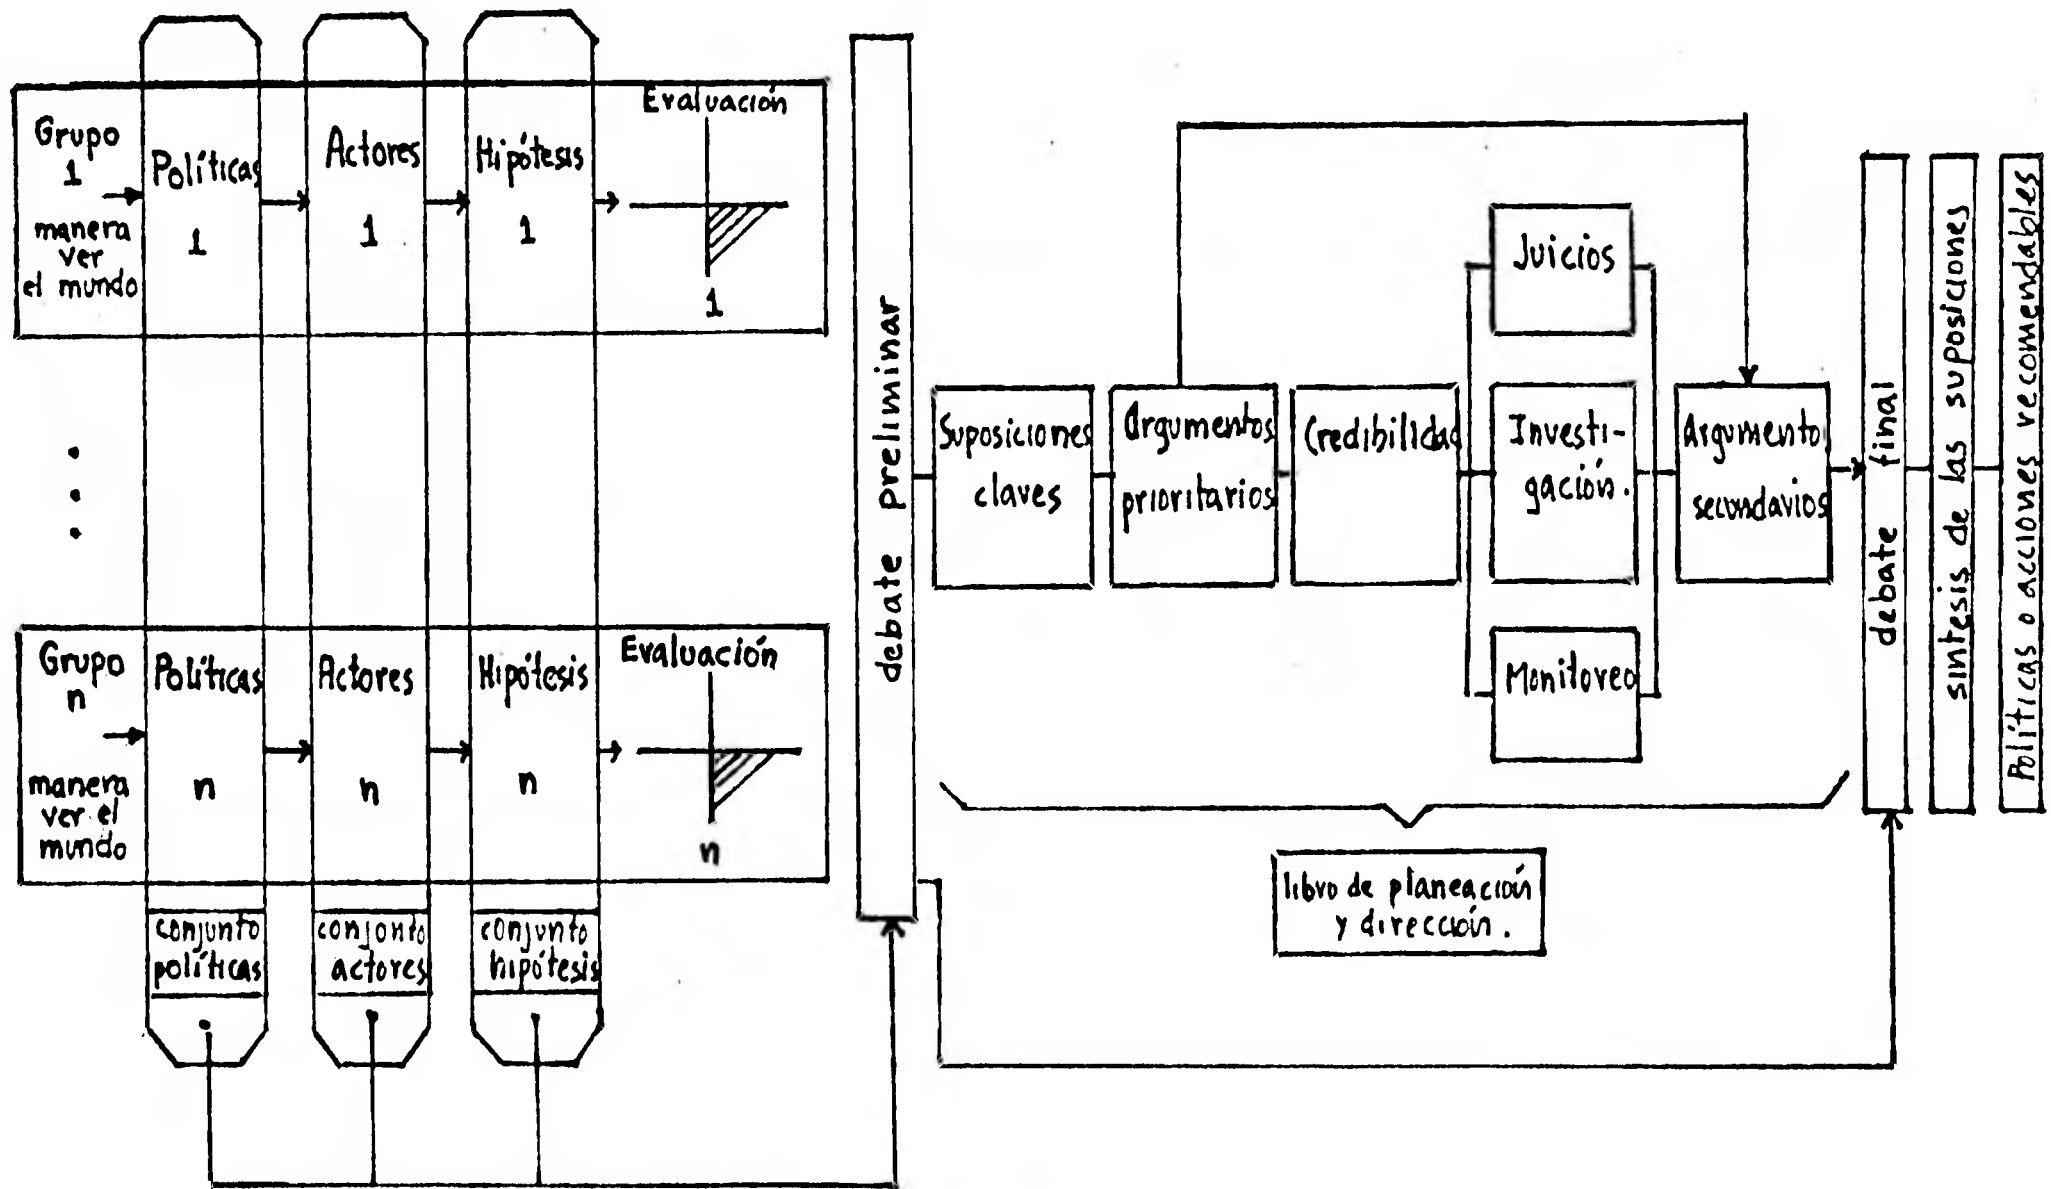 Grupo
1
manera
ver
el mundo
Políticas
1
Actores
1
Hipótesis
1
Evaluación
1
Grupo
n
manera
ver el
mundo
Políticas
n
Actores
n
Hipótesis
n
Evaluación
n
conjunto
políticas
conjunto
actores
conjunto
hipótesis
debate preliminar
Suposiciones
claves
Argumentos
prioritarios
Credibilidad
Juicios
Investi-
gación.
Monitoreo
Argumento
secundarios
libro de planeación
y dirección.
debate final
sintesis de las suposiciones
Políticas o acciones recomendables